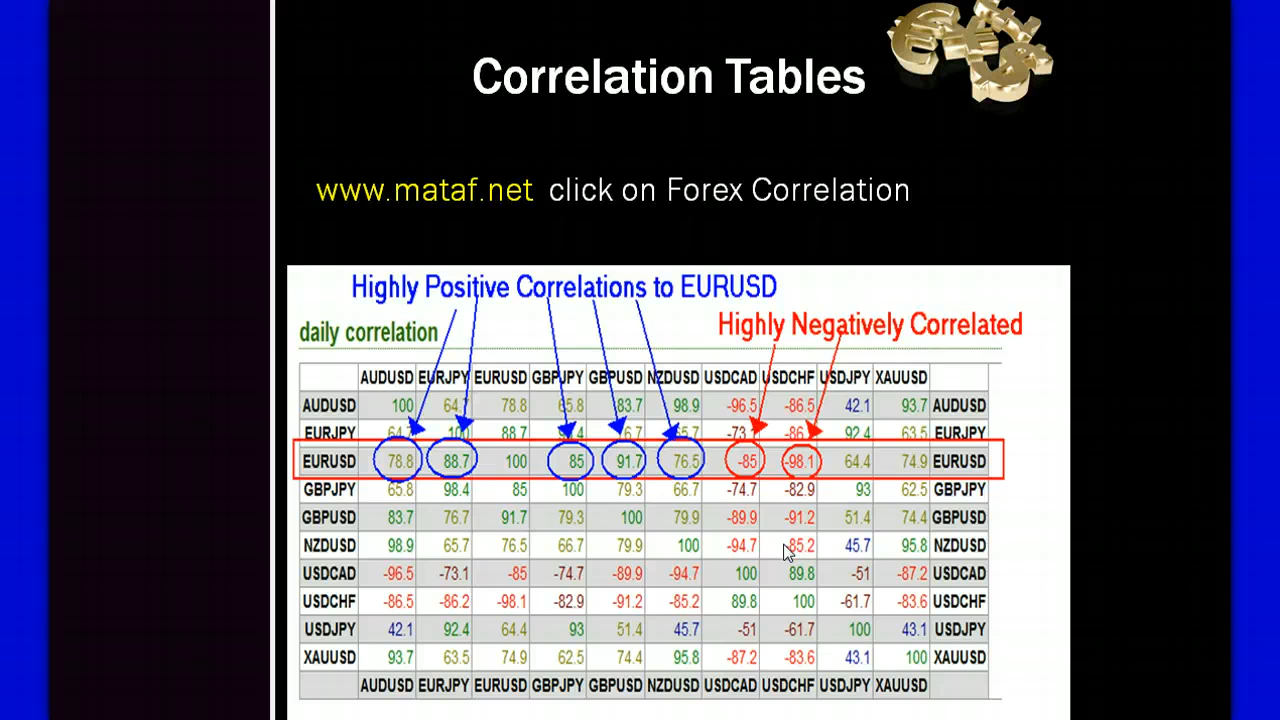 Correlation Tables
www.mataf.net click on Forex Correlation
Highly Positive Correlations to EURUSD
Highly Negatively Correlated
daily correlation
AUDUSD EURJPY EURUSD GBPJPY GBPUSD NZDUSD USDCAD USDCHF USDJPY XAUUSD
AUDUSD 100 64.7 78.8 65.8 83.7 98.9 -96.5 -86.5 42.1 93.7 AUDUSD
EURJPY 64.7 100 88.7 76.7 65.7 -73.1 92.4 63.5 EURJPY
EURUSD 78.8 88.7 100 85 91.7 76.5 -85 -98.1 64.4 74.9 EURUSD
GBPJPY 65.8 98.4 85 100 79.3 66.7 -74.7 -82.9 93 62.5 GBPJPY
GBPUSD 83.7 76.7 91.7 79.3 100 79.9 -89.9 -91.2 51.4 74.4 GBPUSD
NZDUSD 98.9 65.7 76.5 66.7 79.9 100 -94.7 -85.2 45.7 95.8 NZDUSD
USDCAD -96.5 -73.1 -85 -74.7 -89.9 -94.7 100 89.8 -51 -87.2 USDCAD
USDCHF -86.5 -86.2 -98.1 -82.9 -91.2 -85.2 89.8 100 -61.7 -83.6 USDCHF
USDJPY 42.1 92.4 64.4 93 51.4 45.7 -51 -61.7 100 43.1 USDJPY
XAUUSD 93.7 63.5 74.9 62.5 74.4 95.8 -87.2 -83.6 43.1 100 XAUUSD
AUDUSD EURJPY EURUSD GBPJPY GBPUSD NZDUSD USDCAD USDCHF USDJPY XAUUSD